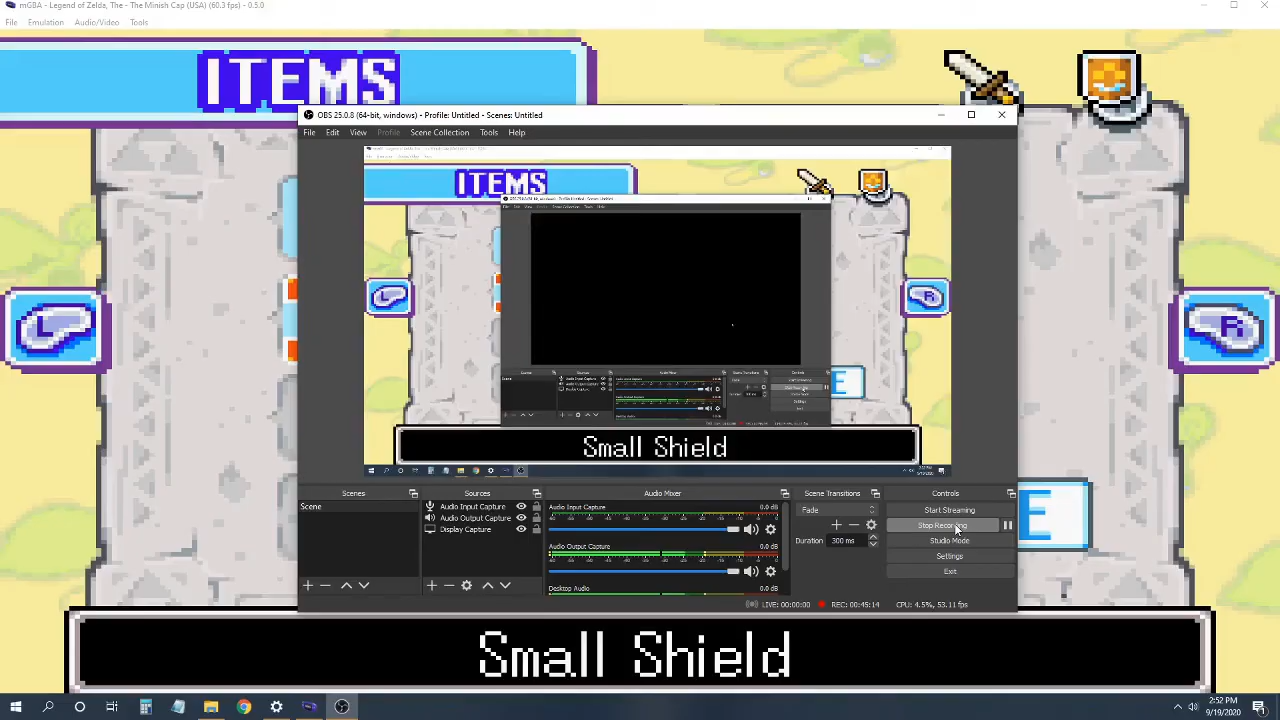 mGBA - Legend of Zelda, The - The Minish Cap (USA) (60.3 fps) - 0.5.0
File Emulation Audio/Video Tools
ITEMS
OBS 25.0.8 (64-bit, windows) - Profile: Untitled - Scenes: Untitled
File Edit View Profile Scene Collection Tools Help
ITEMS
L R
L R
E
Small Shield
2:52 PM
Scenes Sources Audio Mixer Scene Transitions Controls
Scene
Audio Input Capture
Audio Output Capture
Display Capture
Audio Input Capture 0.0 dB
Audio Output Capture 0.0 dB
Desktop Audio 0.0 dB
Fade
Duration 300 ms
Start Streaming
Stop Recording
Studio Mode
Settings
Exit
E
LIVE: 00:00:00 REC: 00:45:14 CPU: 4.5%, 53.11 fps
Small Shield
2:52 PM
9/19/2020